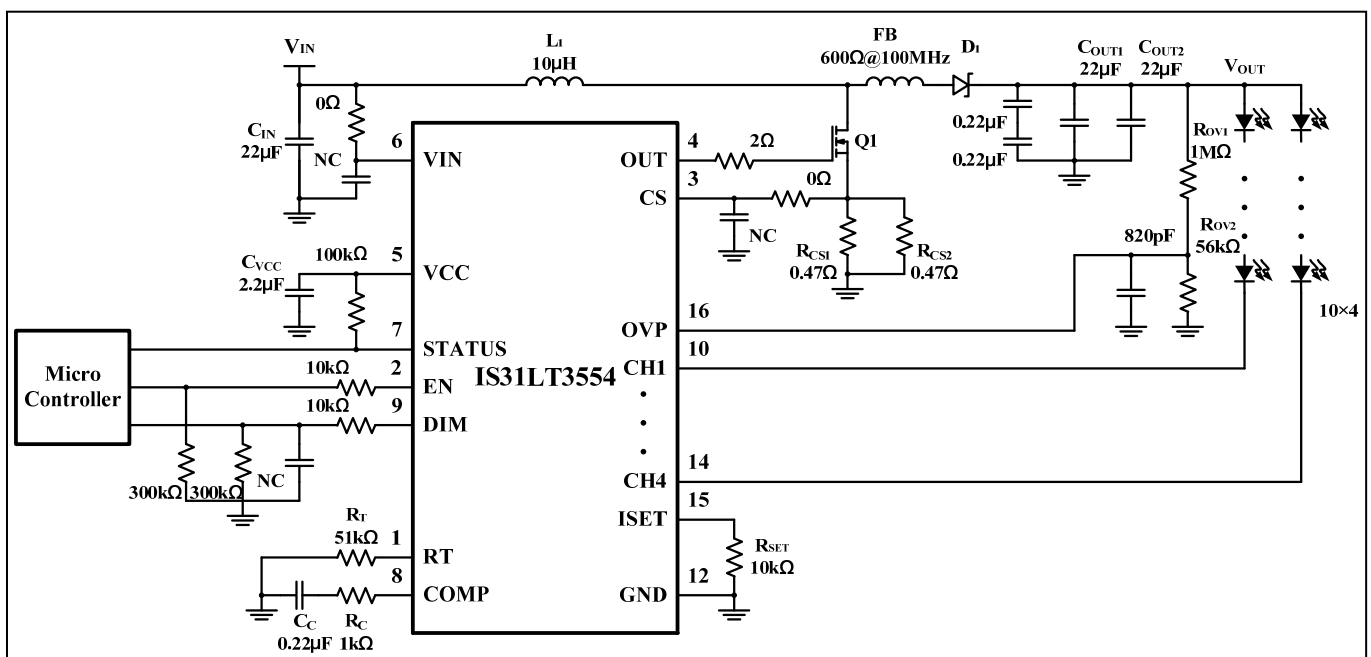 VIN
L1
10µH
FB
600Ω@100MHz
D1
COUT1
22µF
COUT2
22µF
VOUT
0Ω
CIN
22µF
NC
6
VIN
4
OUT
2Ω
Q1
0.22µF
0.22µF
ROV1
1MΩ
3
CS
0Ω
NC
RCS1
0.47Ω
RCS2
0.47Ω
820pF
ROV2
56kΩ
100kΩ
CVCC
2.2µF
5
VCC
16
OVP
10×4
7
STATUS
10
CH1
Micro
Controller
10kΩ
2
EN
IS31LT3554
10kΩ
9
DIM
300kΩ
300kΩ
NC
14
CH4
15
ISET
RT
51kΩ
1
RT
RSET
10kΩ
8
COMP
12
GND
CC
0.22µF
RC
1kΩ